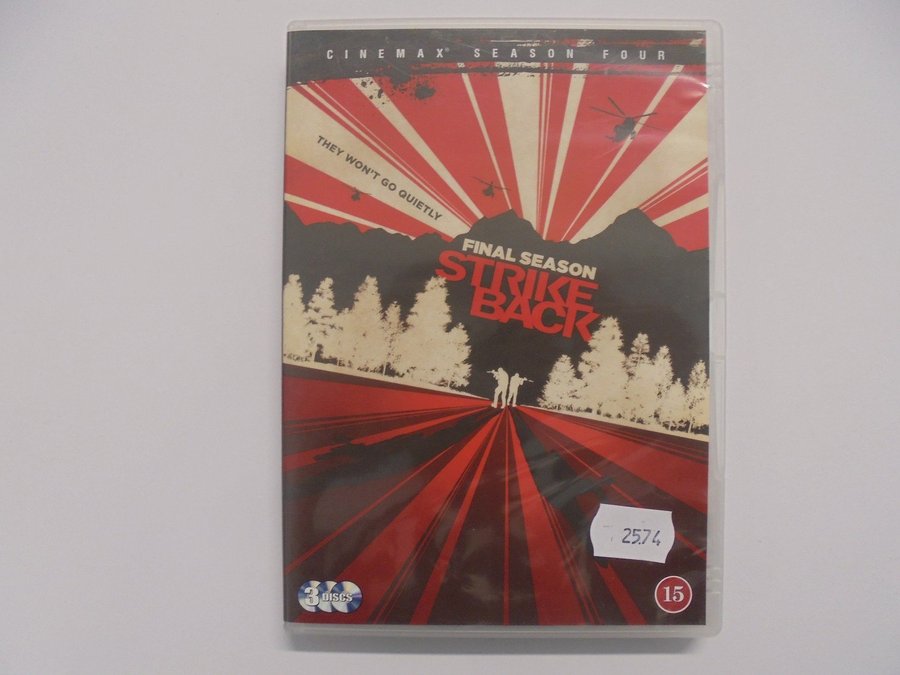 CINEMAX® SEASON FOUR
THEY WON'T GO QUIETLY
FINAL SEASON
STRIKE
BACK
2574
3 DISCS
15